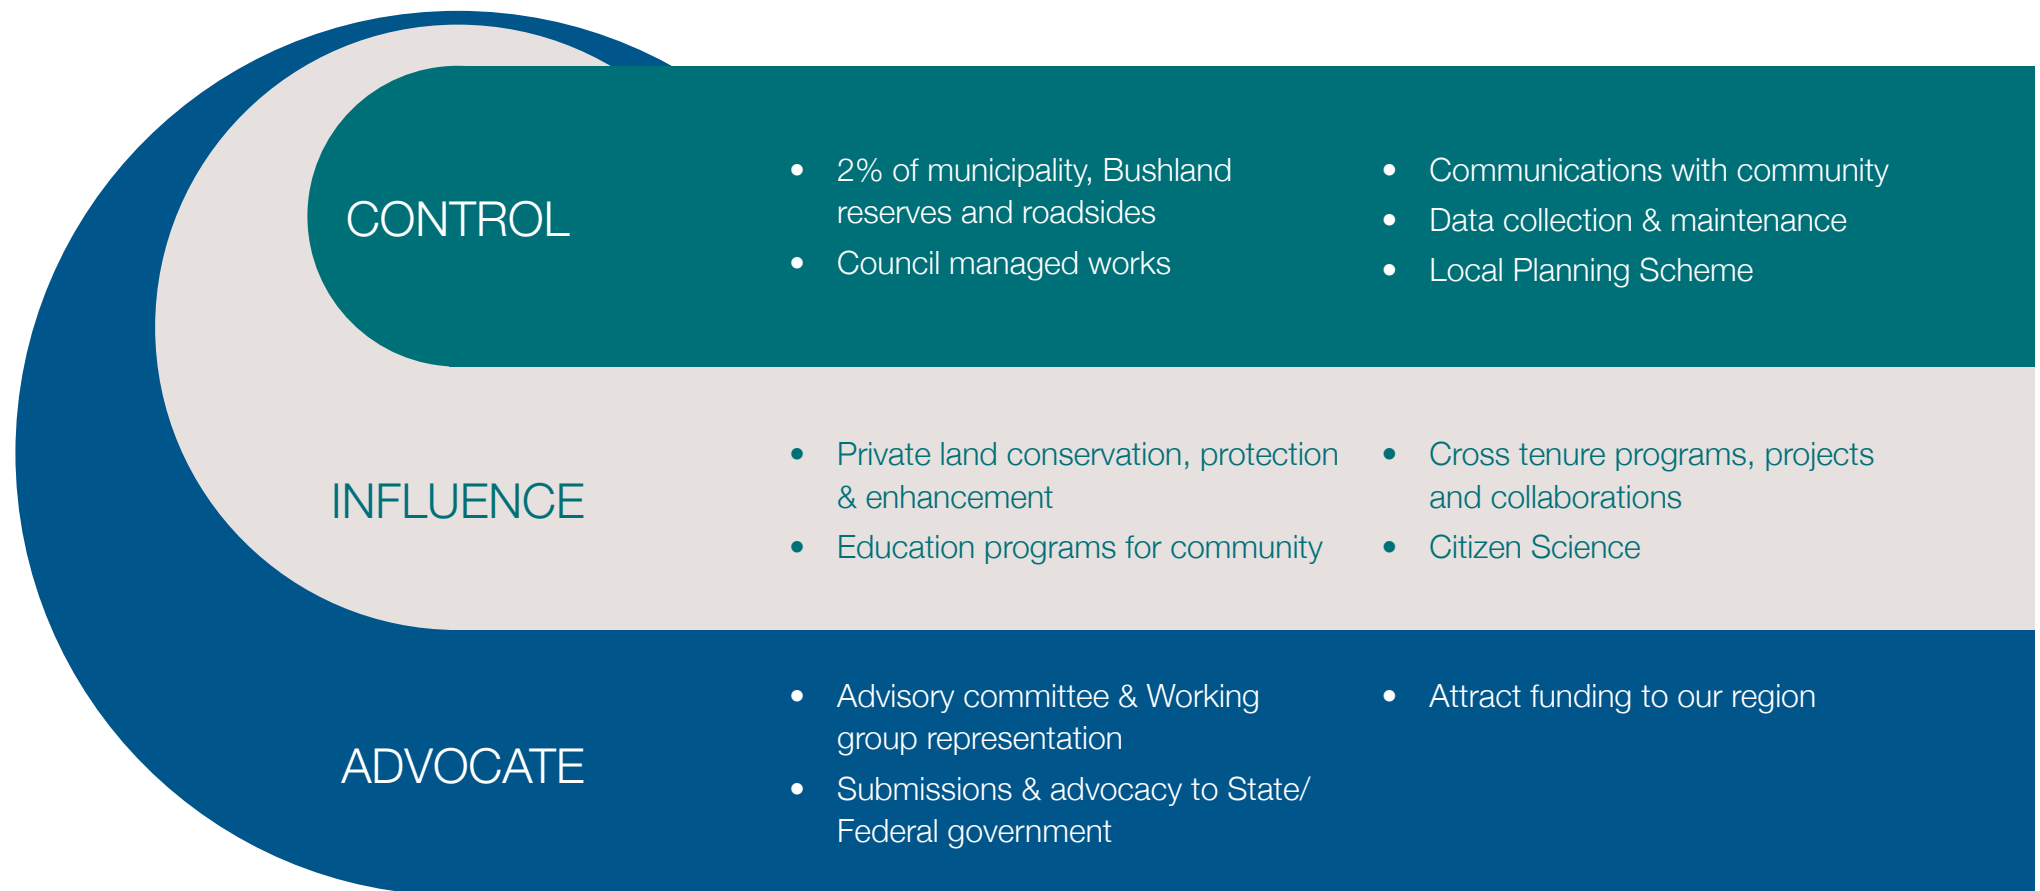 CONTROL
• 2% of municipality, Bushland
reserves and roadsides
• Council managed works
• Communications with community
• Data collection & maintenance
• Local Planning Scheme
INFLUENCE
• Private land conservation, protection
& enhancement
• Education programs for community
• Cross tenure programs, projects
and collaborations
• Citizen Science
ADVOCATE
• Advisory committee & Working
group representation
• Submissions & advocacy to State/
Federal government
• Attract funding to our region